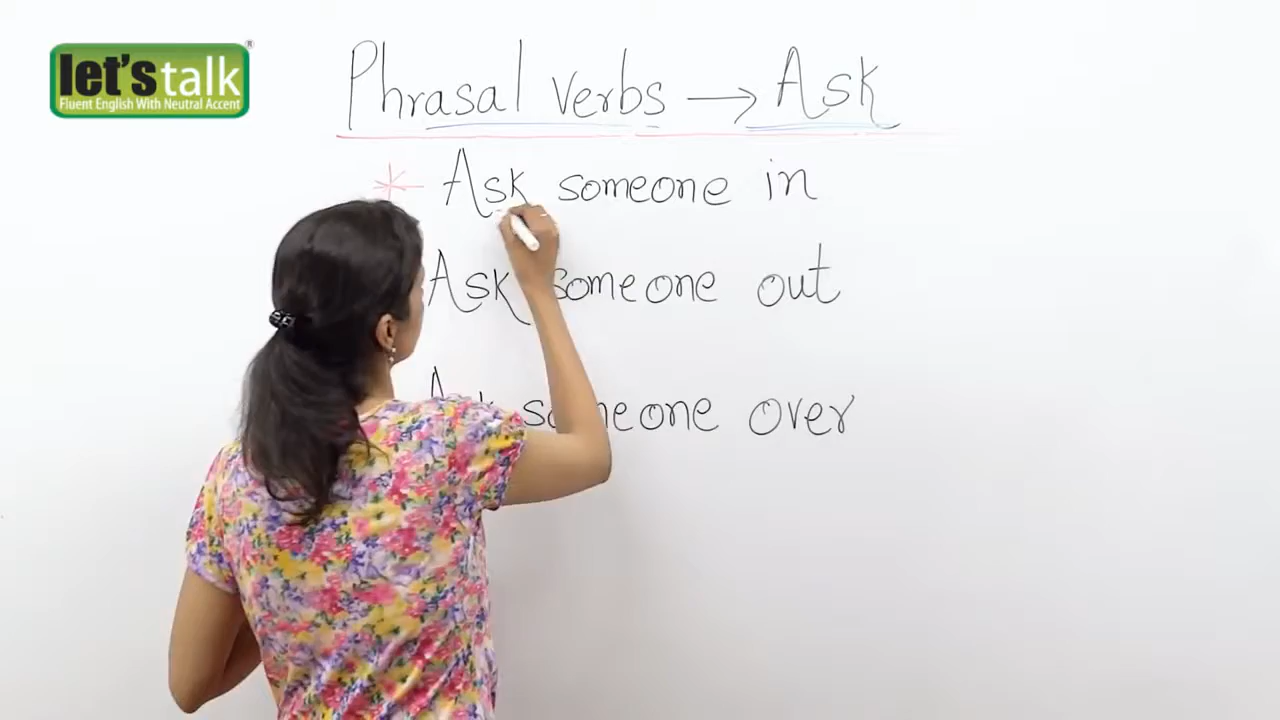 let's talk®
Fluent English With Neutral Accent
Phrasal verbs → Ask
* Ask someone in
Ask someone out
someone over